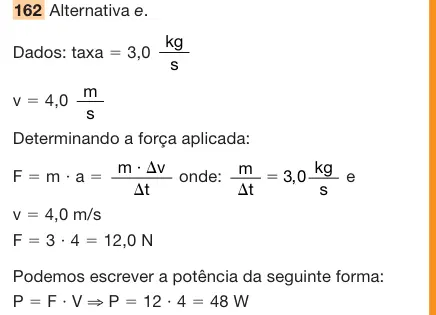 162 Alternativa e.
Dados: taxa = 3,0 kg/s
v = 4,0 m/s
Determinando a força aplicada:
F = m · a = m · Δv/Δt onde: m/Δt = 3,0 kg/s e
v = 4,0 m/s
F = 3 · 4 = 12,0 N
Podemos escrever a potência da seguinte forma:
P = F · V ⇒ P = 12 · 4 = 48 W